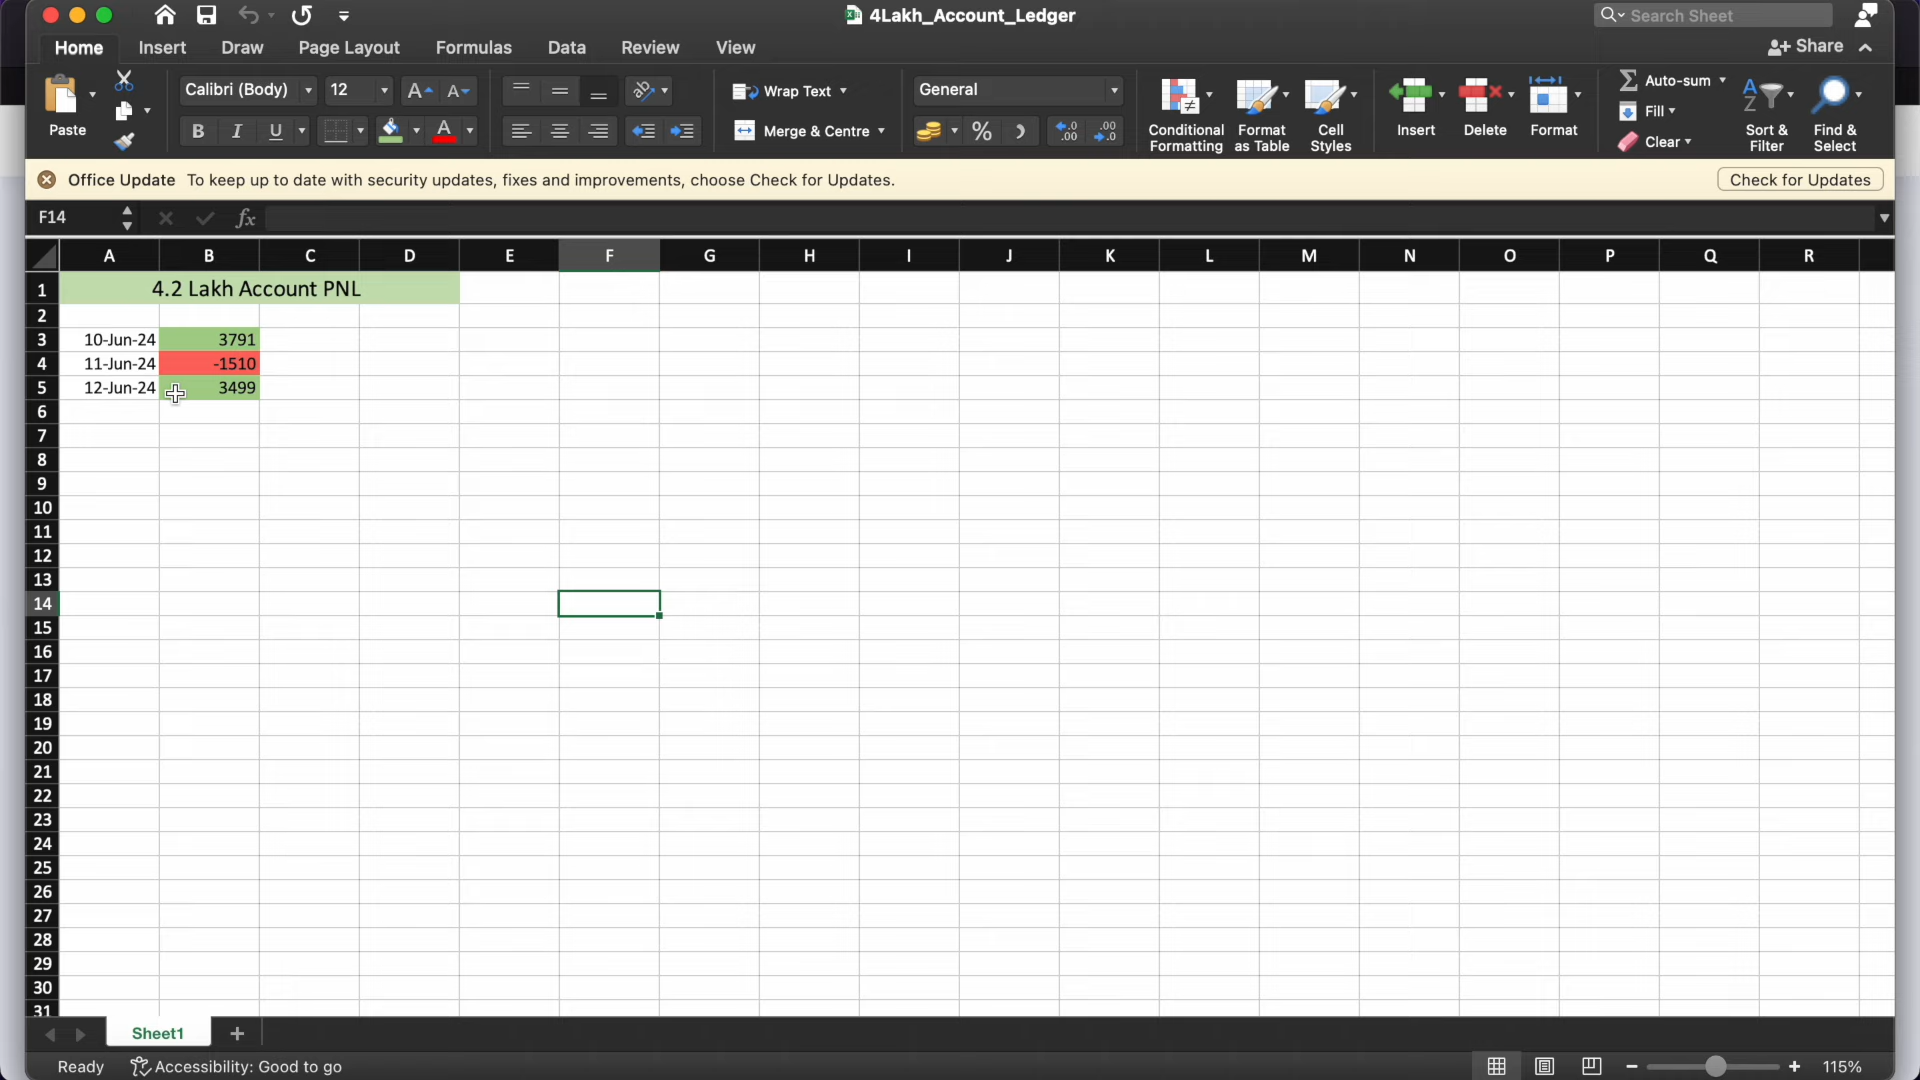 4Lakh_Account_Ledger
Search Sheet
Home Insert Draw Page Layout Formulas Data Review View
Share
Paste
Calibri (Body) 12
A A
B I U A
Wrap Text
Merge & Centre
General
%
.0 .00
.00 .0
Conditional Formatting
Format as Table
Cell Styles
Insert
Delete
Format
Auto-sum
Fill
Clear
A
Z
Sort & Filter
Find & Select
Office Update To keep up to date with security updates, fixes and improvements, choose Check for Updates.
Check for Updates
F14 fx
A B C D E F G H I J K L M N O P Q R
1 4.2 Lakh Account PNL
2
3 10-Jun-24 3791
4 11-Jun-24 -1510
5 12-Jun-24 3499
6
7
8
9
10
11
12
13
14
15
16
17
18
19
20
21
22
23
24
25
26
27
28
29
30
31
Sheet1
Ready Accessibility: Good to go
115%